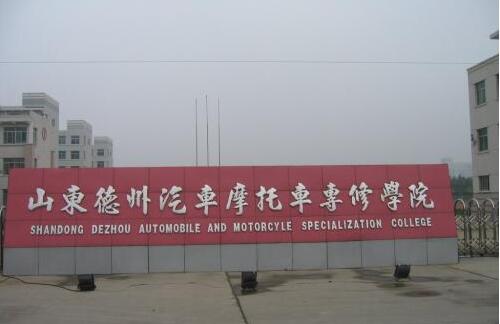 山東德州汽車摩托車專修學院
SHANDONG DEZHOU AUTOMOBILE AND MOTORCYLE SPECIALIZATION COLLEGE